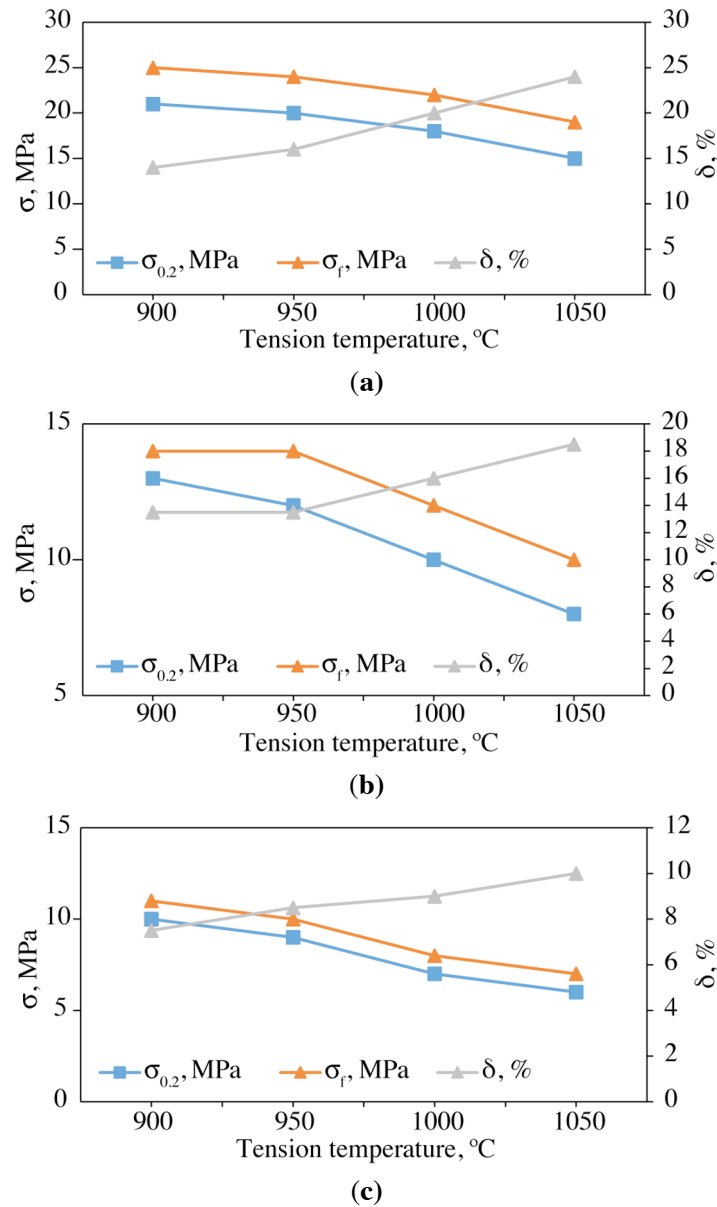 30 25 20 15 10 5 0
σ, MPa
30 25 20 15 10 5 0
δ, %
σ0.2, MPa σf, MPa δ, %
900 950 1000 1050
Tension temperature, °C
(a)
15 10 5
σ, MPa
20 18 16 14 12 10 8 6 4 2 0
δ, %
σ0.2, MPa σf, MPa δ, %
900 950 1000 1050
Tension temperature, °C
(b)
15 10 5 0
σ, MPa
12 10 8 6 4 2 0
δ, %
σ0.2, MPa σf, MPa δ, %
900 950 1000 1050
Tension temperature, °C
(c)